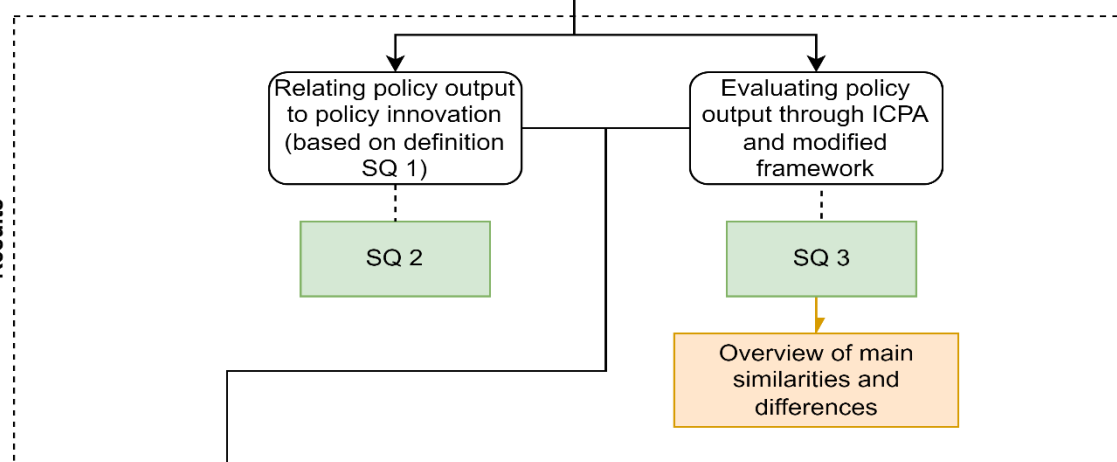 Relating policy output
to policy innovation
(based on definition
SQ 1)
Evaluating policy
output through ICPA
and modified
framework
SQ 2
SQ 3
Overview of main
similarities and
differences